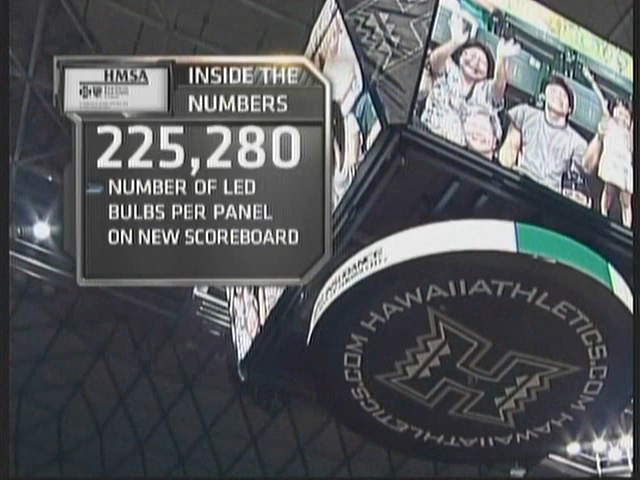 HMSA
INSIDE THE
NUMBERS
225,280
NUMBER OF LED
BULBS PER PANEL
ON NEW SCOREBOARD
HAWAIIATHLETICS.COM
HAWAIIATHLETICS.COM
H